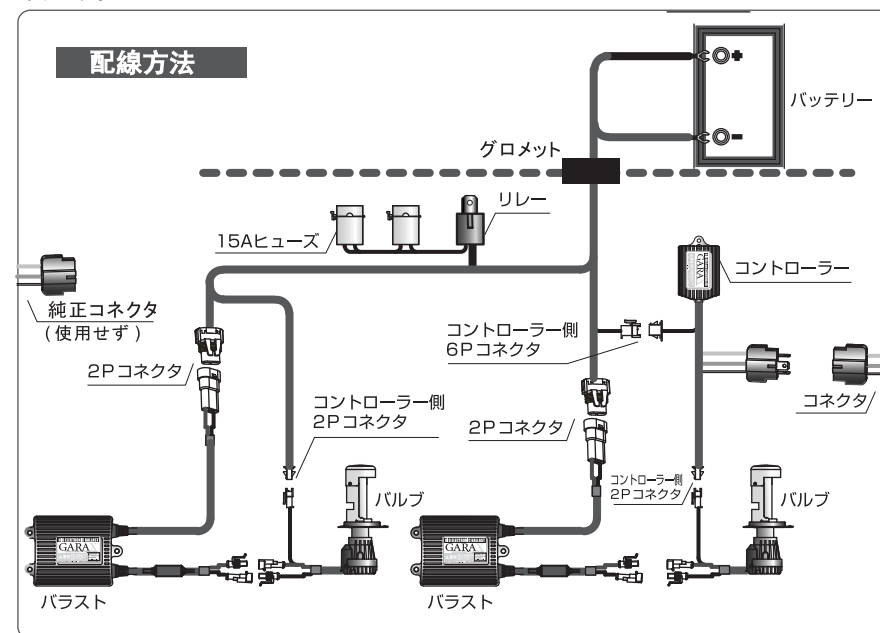 配線方法
バッテリー
グロメット
リレー
15Aヒューズ
コントローラー
GARAX
純正コネクタ
(使用せず)
コントローラー側
6Pコネクタ
2Pコネクタ
コネクタ
コントローラー側
2Pコネクタ
2Pコネクタ
コントローラー側
2Pコネクタ
バルブ
バルブ
GARAX
GARAX
バラスト
バラスト